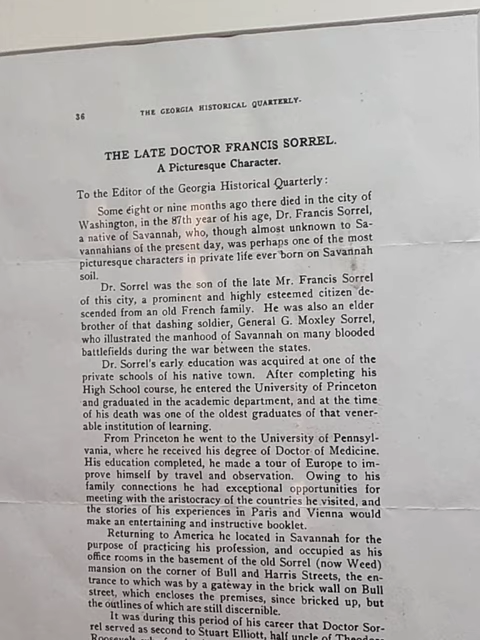 36
THE GEORGIA HISTORICAL QUARTERLY.
THE LATE DOCTOR FRANCIS SORREL.
A Picturesque Character.
To the Editor of the Georgia Historical Quarterly:
Some eight or nine months ago there died in the city of
Washington, in the 87th year of his age, Dr. Francis Sorrel,
a native of Savannah, who, though almost unknown to Sa-
vannahians of the present day, was perhaps one of the most
picturesque characters in private life ever born on Savannah
soil.
Dr. Sorrel was the son of the late Mr. Francis Sorrel
of this city, a prominent and highly esteemed citizen de-
scended from an old French family. He was also an elder
brother of that dashing soldier, General G. Moxley Sorrel,
who illustrated the manhood of Savannah on many blooded
battlefields during the war between the states.
Dr. Sorrel's early education was acquired at one of the
private schools of his native town. After completing his
High School course, he entered the University of Princeton
and graduated in the academic department, and at the time
of his death was one of the oldest graduates of that vener-
able institution of learning.
From Princeton he went to the University of Pennsyl-
vania, where he received his degree of Doctor of Medicine.
His education completed, he made a tour of Europe to im-
prove himself by travel and observation. Owing to his
family connections he had exceptional opportunities for
meeting with the aristocracy of the countries he visited, and
the stories of his experiences in Paris and Vienna would
make an entertaining and instructive booklet.
Returning to America he located in Savannah for the
purpose of practicing his profession, and occupied as his
office rooms in the basement of the old Sorrel (now Weed)
mansion on the corner of Bull and Harris Streets, the en-
trance to which was by a gateway in the brick wall on Bull
street, which encloses the premises, since bricked up, but
the outlines of which are still discernible.
It was during this period of his career that Doctor Sor-
rel served as second to Stuart Elliott, half uncle of Theodore
Roosevelt